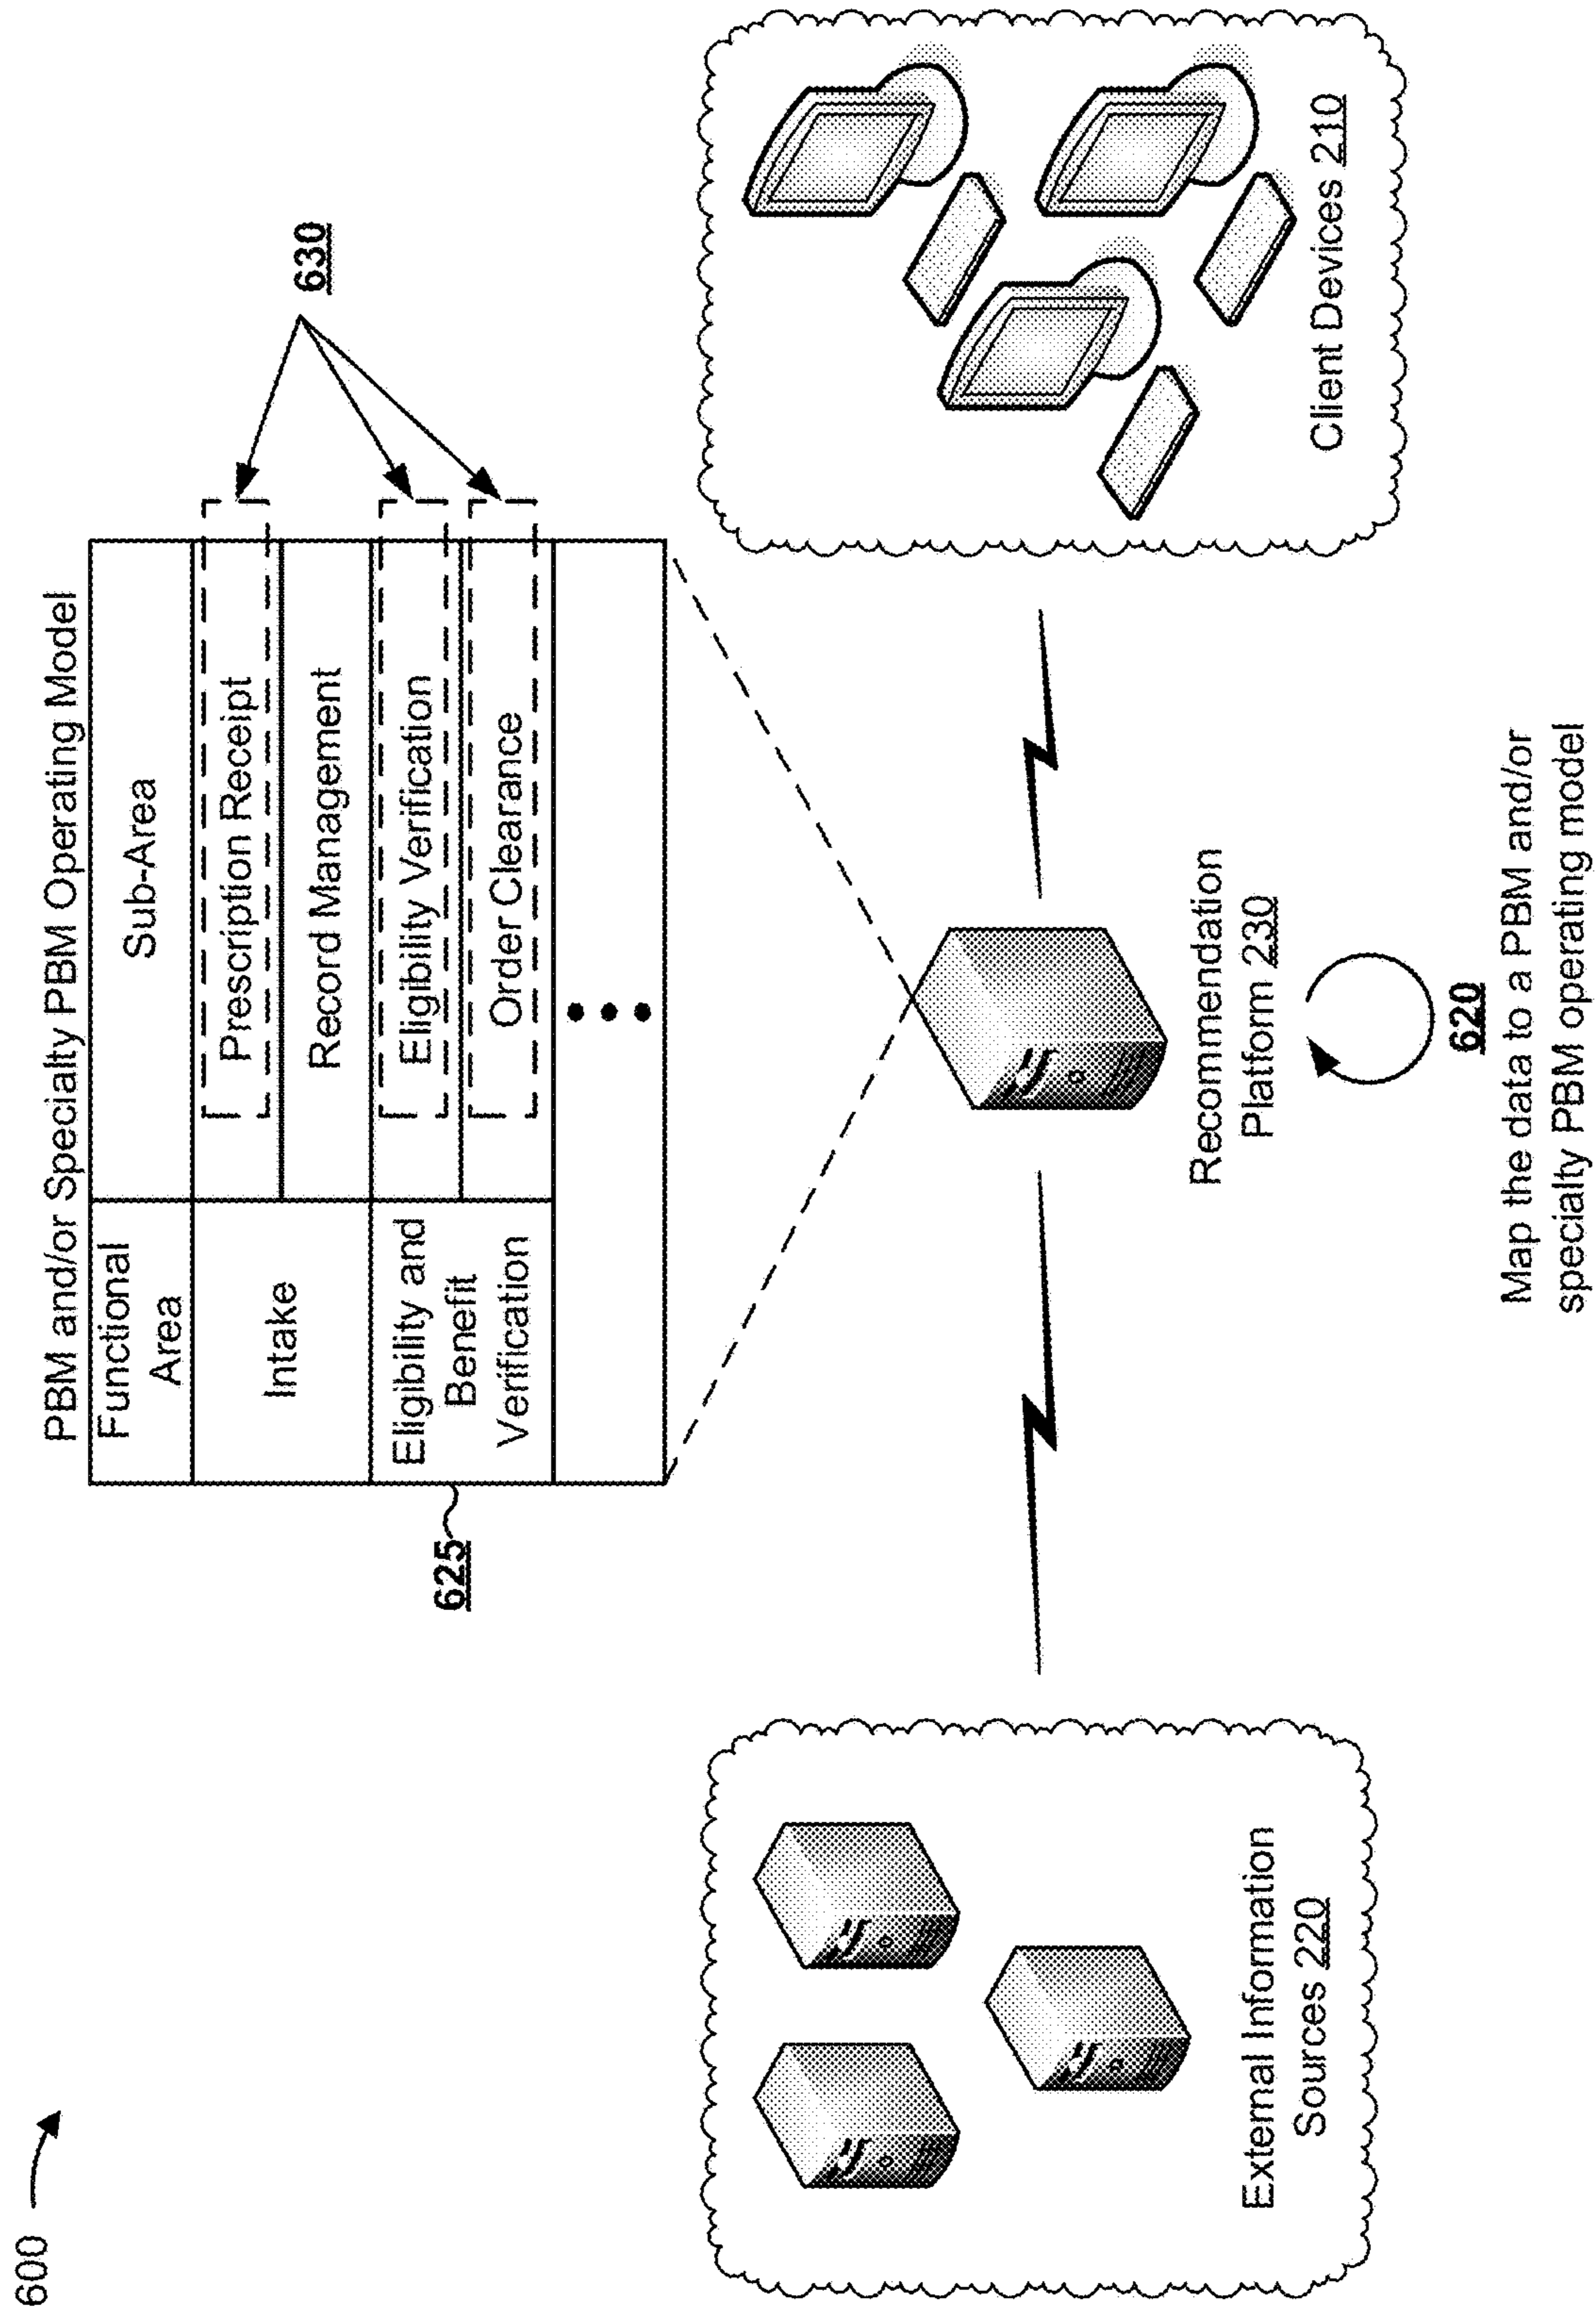 600
PBM and/or Specialty PBM Operating Model
Functional
Area
Sub-Area
Intake
Prescription Receipt
Record Management
Eligibility and
Benefit
Verification
Eligibility Verification
Order Clearance
625
630
External Information
Sources 220
Recommendation
Platform 230
Client Devices 210
620
Map the data to a PBM and/or
specialty PBM operating model